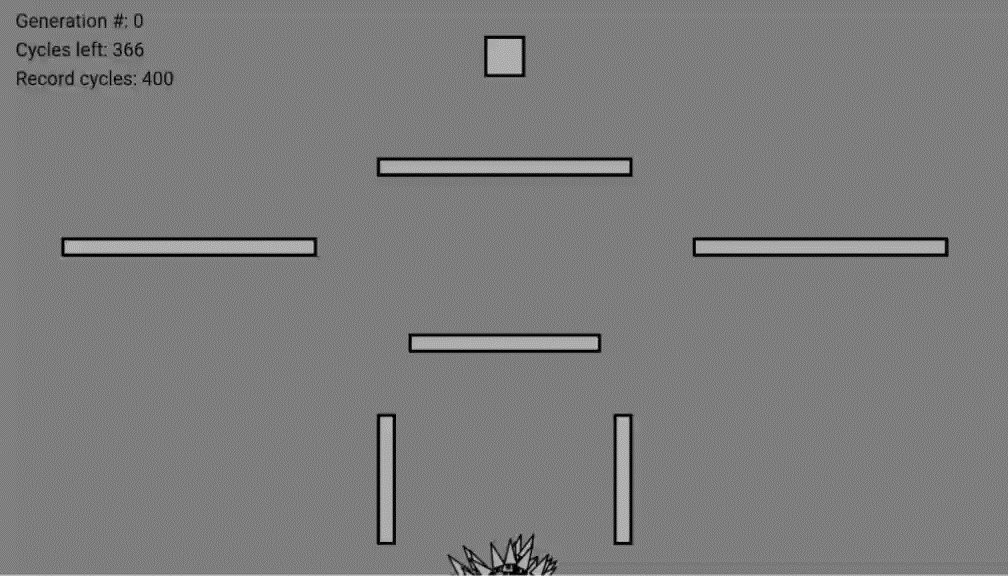 Generation #: 0
Cycles left: 366
Record cycles: 400